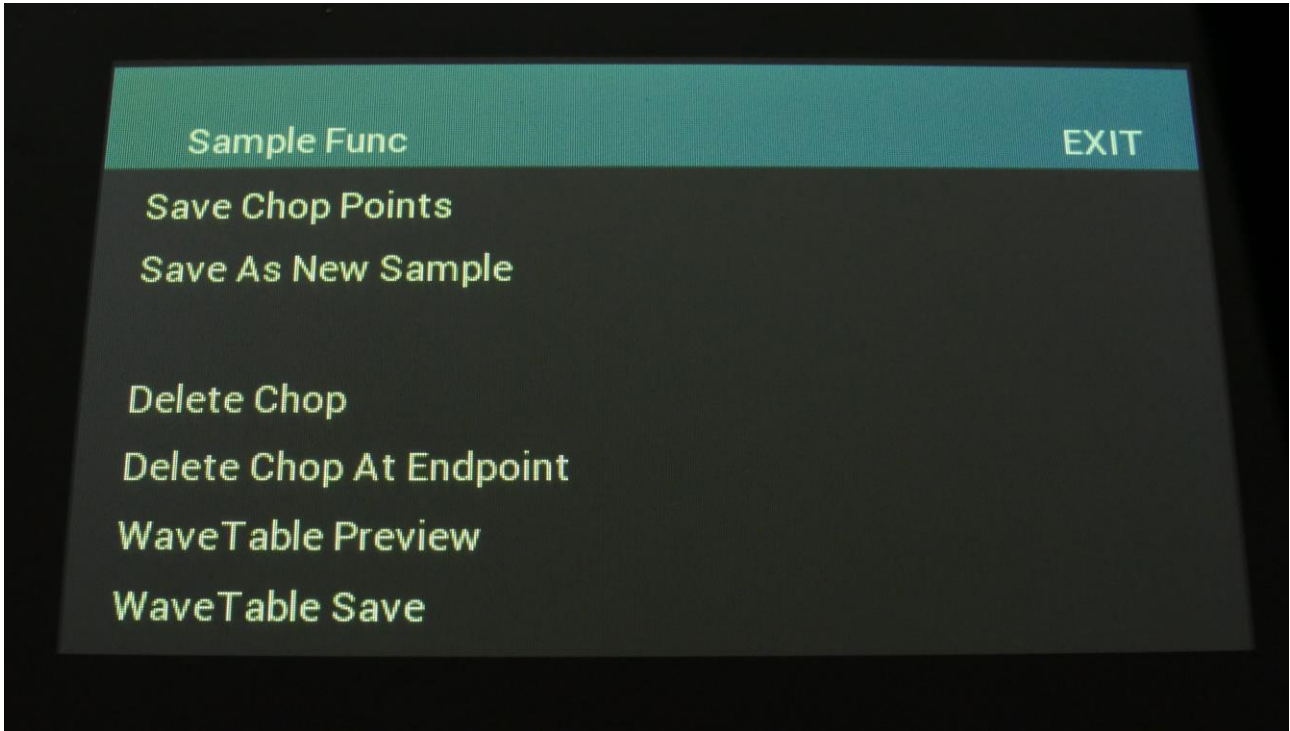 Sample Func EXIT
Save Chop Points
Save As New Sample
Delete Chop
Delete Chop At Endpoint
WaveTable Preview
WaveTable Save